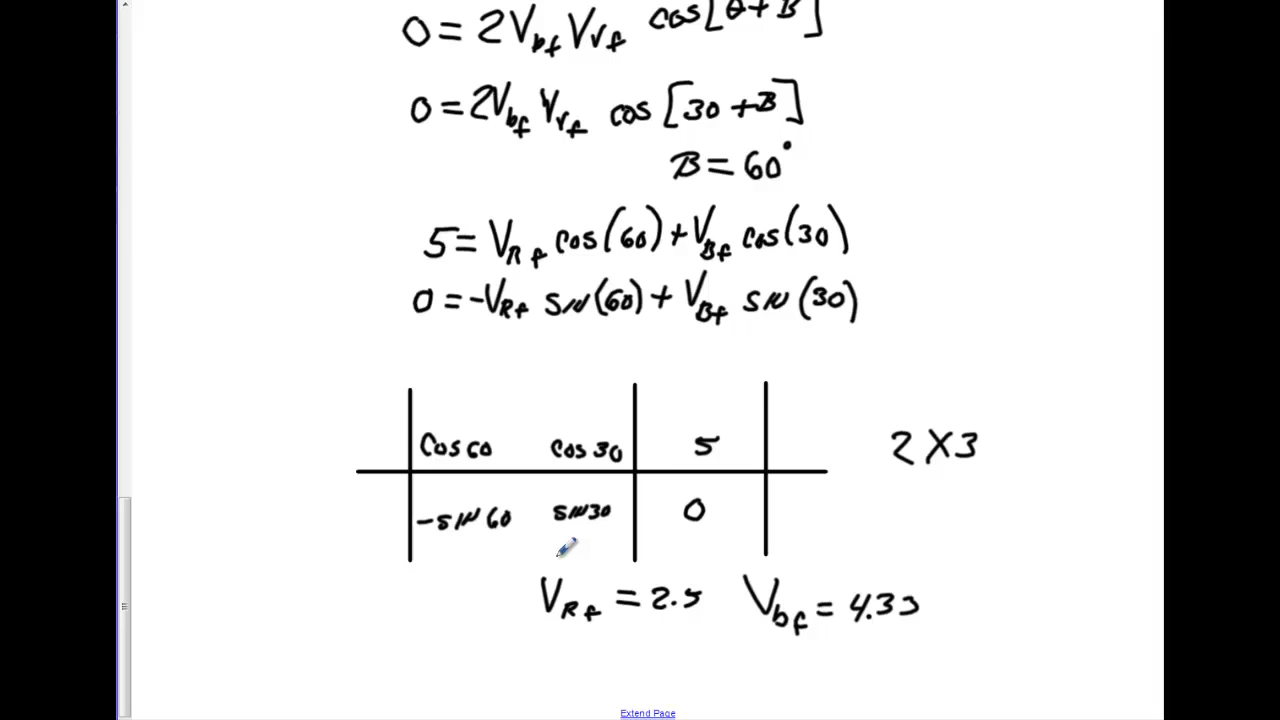 0 = 2V_bf V_rf cos[θ + B]
0 = 2V_bf V_rf cos[30 + B]
B = 60°
5 = V_Rf cos(60) + V_Bf cos(30)
0 = -V_Rf SIN(60) + V_Bf SIN(30)
Cos 60 cos 30 5
2 X 3
-SIN 60 SIN 30 0
V_Rf = 2.5 V_bf = 4.33
Extend Page